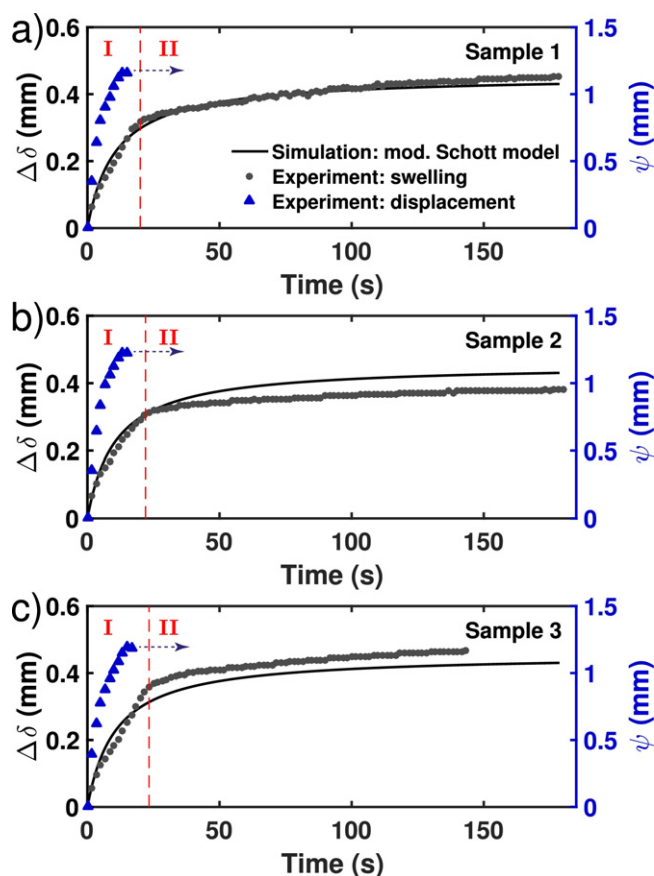 a)
I II
Sample 1
Simulation: mod. Schott model
Experiment: swelling
Experiment: displacement
Δδ (mm)
0.6
0.4
0.2
0
ψ (mm)
1.5
1
0.5
0
0 50 100 150
Time (s)
b)
I II
Sample 2
Δδ (mm)
0.6
0.4
0.2
0
ψ (mm)
1.5
1
0.5
0
0 50 100 150
Time (s)
c)
I II
Sample 3
Δδ (mm)
0.6
0.4
0.2
0
ψ (mm)
1.5
1
0.5
0
0 50 100 150
Time (s)